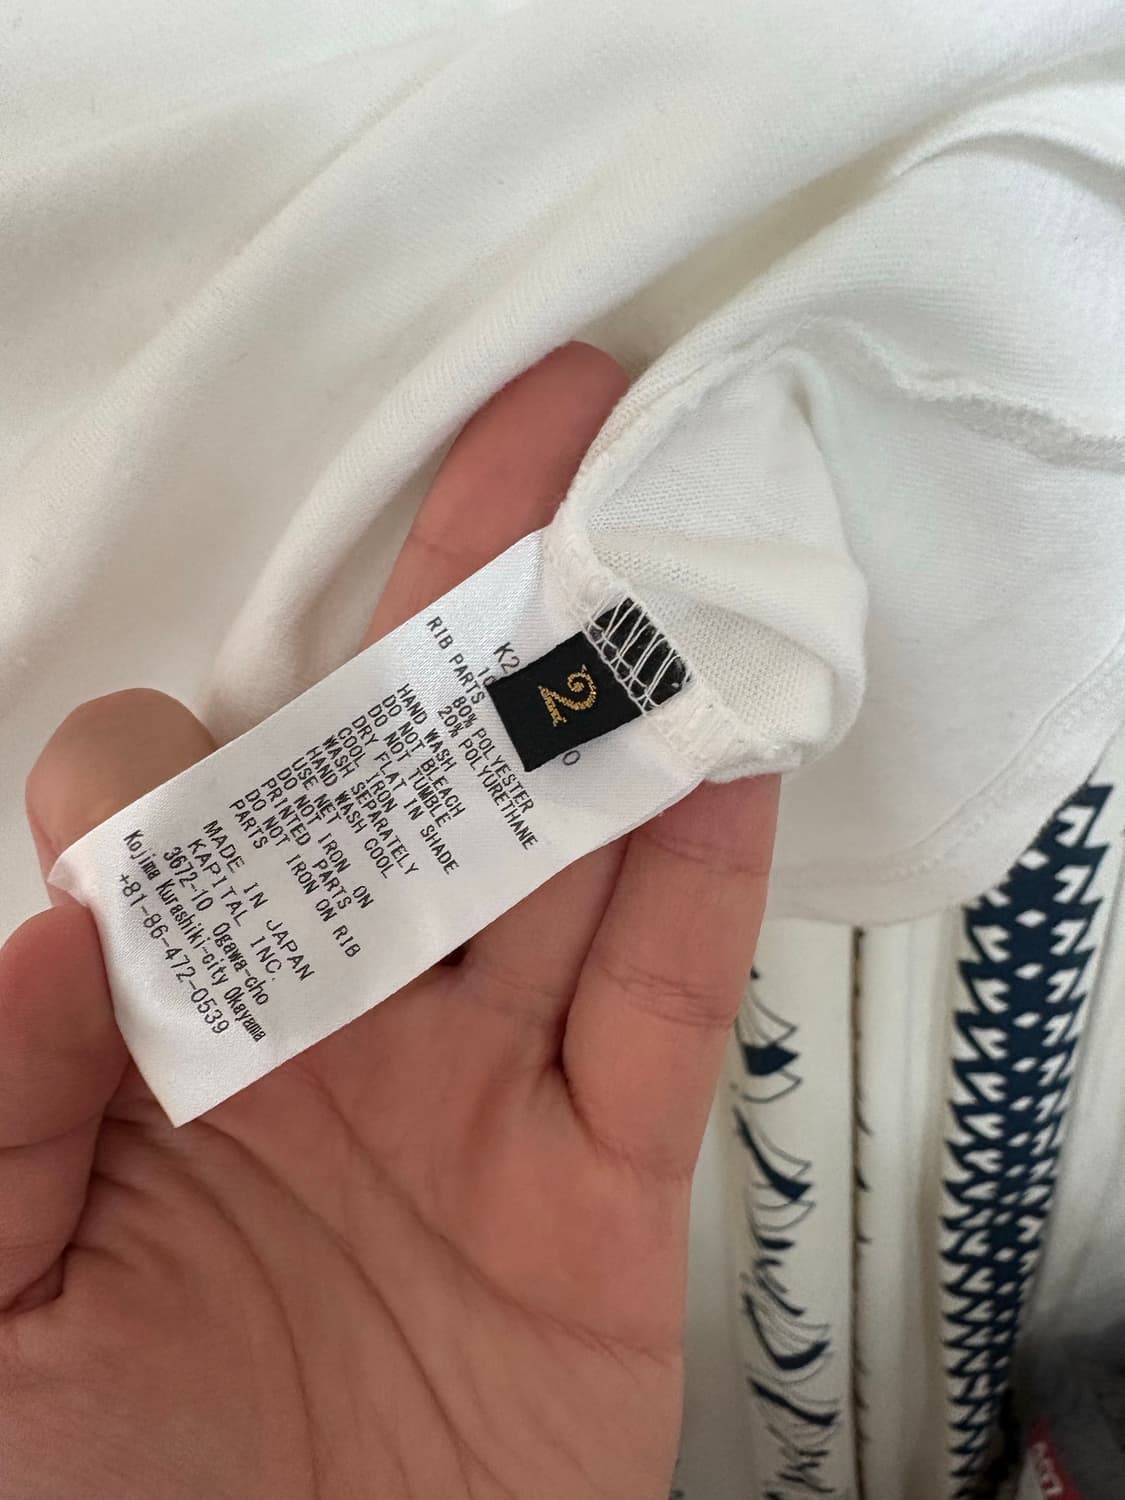 2
RIB PARTS
80% POLYESTER
20% POLYURETHANE
HAND WASH
DO NOT BLEACH
DO NOT TUMBLE
DRY FLAT IN SHADE
COOL IRON
WASH SEPARATELY
HAND WASH COOL
USE NET
DO NOT IRON ON
PRINTED PARTS
DO NOT IRON ON RIB
PARTS
MADE IN JAPAN
KAPITAL INC.
3672-10 Ogawa-cho
Kojima Kurashiki-city Okayama
+81-86-472-0539